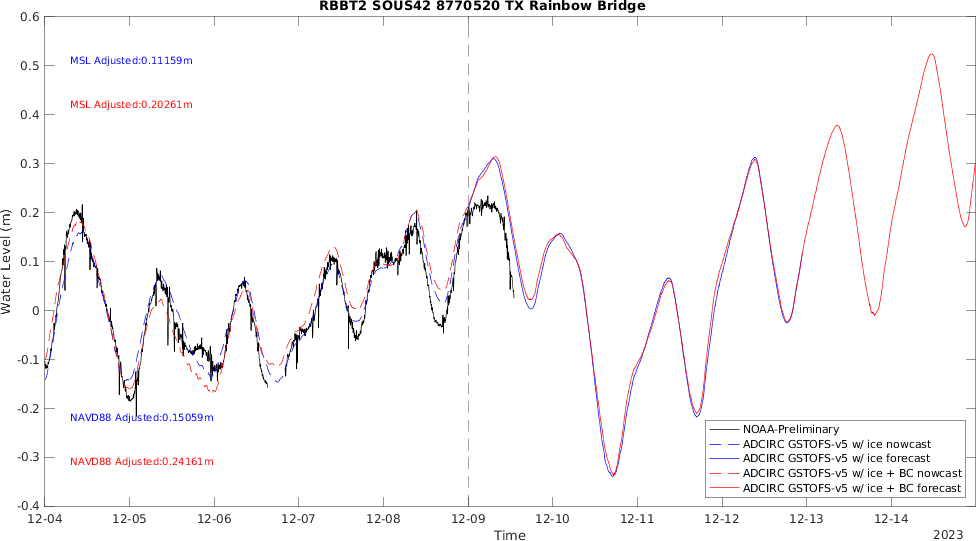 RBBT2 SOUS42 8770520 TX Rainbow Bridge
0.6
0.5
0.4
0.3
0.2
0.1
0
-0.1
-0.2
-0.3
-0.4
Water Level (m)
MSL Adjusted:0.11159m
MSL Adjusted:0.20261m
NAVD88 Adjusted:0.15059m
NAVD88 Adjusted:0.24161m
NOAA-Preliminary
ADCIRC GSTOFS-v5 w/ ice nowcast
ADCIRC GSTOFS-v5 w/ ice forecast
ADCIRC GSTOFS-v5 w/ ice + BC nowcast
ADCIRC GSTOFS-v5 w/ ice + BC forecast
12-04 12-05 12-06 12-07 12-08 12-09 12-10 12-11 12-12 12-13 12-14
Time
2023